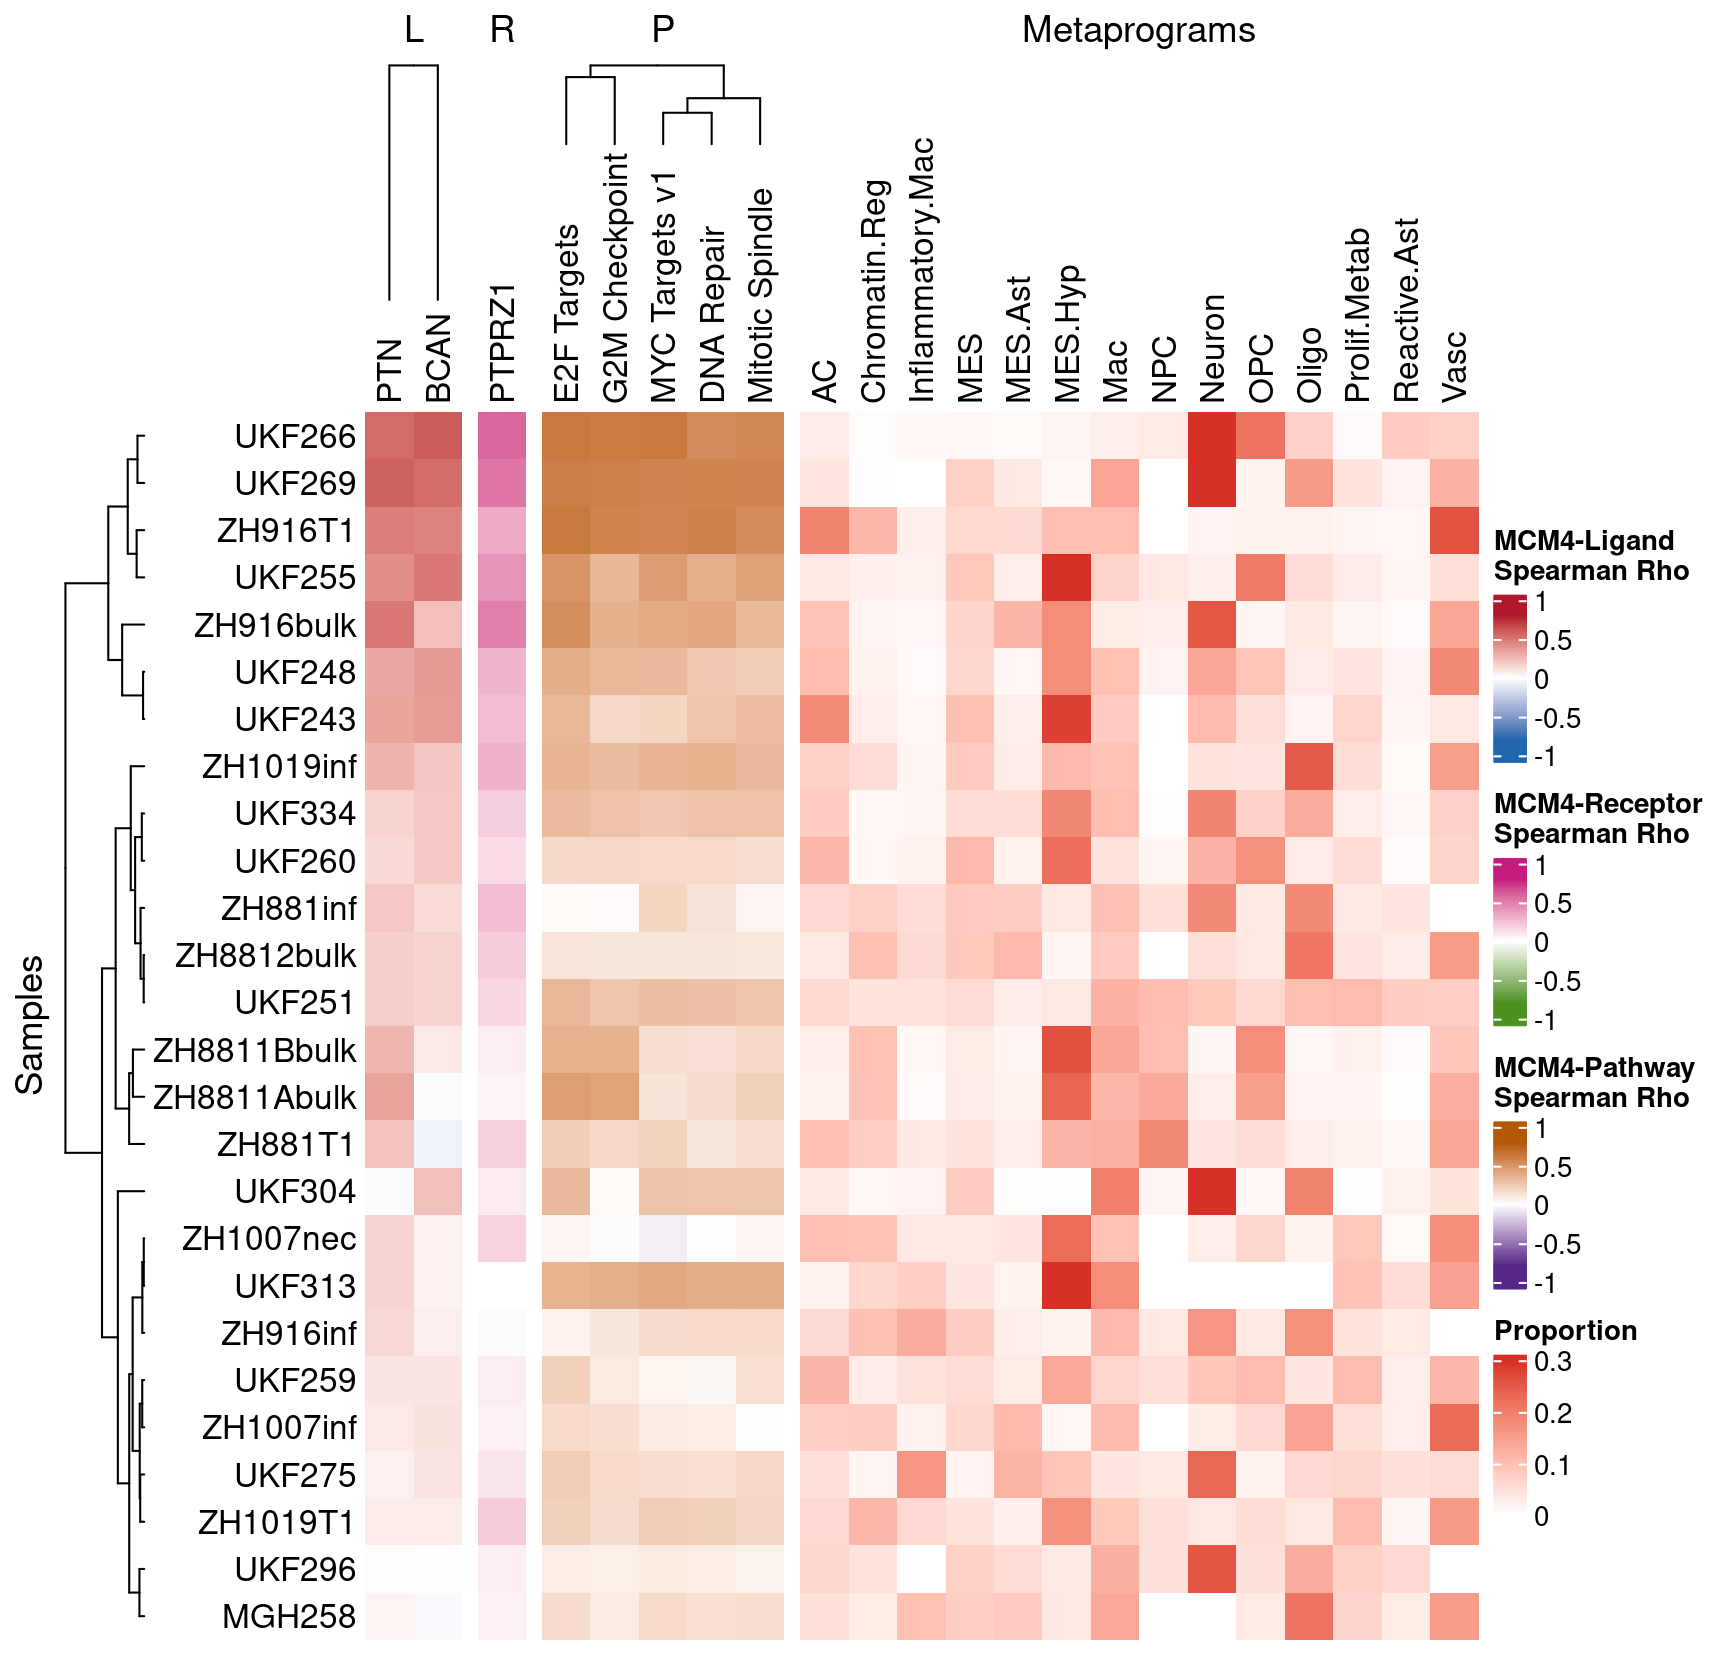 L R P Metaprograms
PTN
BCAN
PTPRZ1
E2F Targets
G2M Checkpoint
MYC Targets v1
DNA Repair
Mitotic Spindle
AC
Chromatin.Reg
Inflammatory.Mac
MES
MES.Ast
MES.Hyp
Mac
NPC
Neuron
OPC
Oligo
Prolif.Metab
Reactive.Ast
Vasc
Samples
UKF266
UKF269
ZH916T1
UKF255
ZH916bulk
UKF248
UKF243
ZH1019inf
UKF334
UKF260
ZH881inf
ZH8812bulk
UKF251
ZH8811Bbulk
ZH8811Abulk
ZH881T1
UKF304
ZH1007nec
UKF313
ZH916inf
UKF259
ZH1007inf
UKF275
ZH1019T1
UKF296
MGH258
MCM4-Ligand
Spearman Rho
1
0.5
0
-0.5
-1
MCM4-Receptor
Spearman Rho
1
0.5
0
-0.5
-1
MCM4-Pathway
Spearman Rho
1
0.5
0
-0.5
-1
Proportion
0.3
0.2
0.1
0